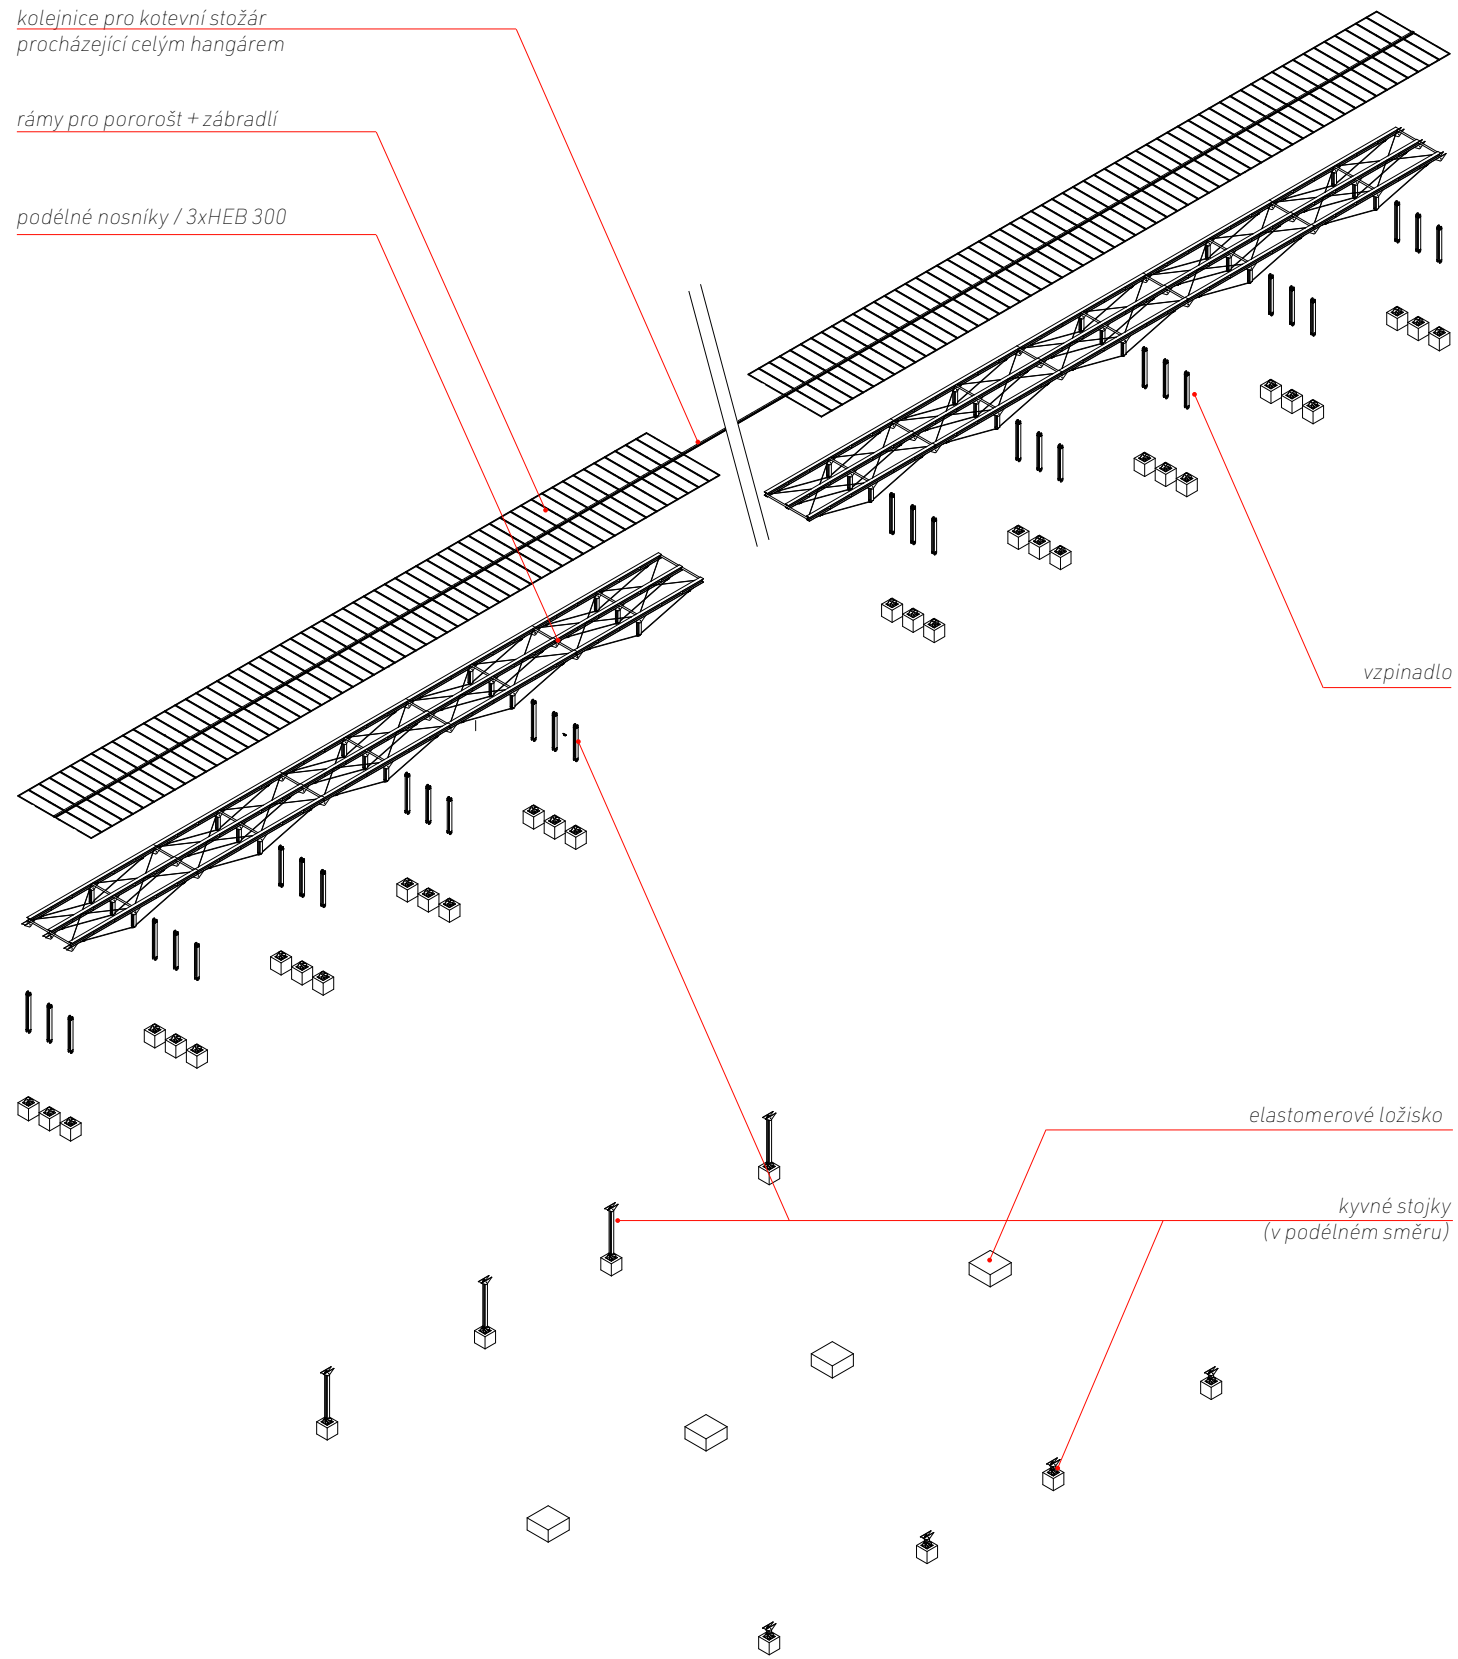 kolejnice pro kotevní stožár
procházející celým hangárem
rámy pro pororošt + zábradlí
podélné nosníky / 3xHEB 300
vzpinadlo
elastomerové ložisko
kyvné stojky
(v podélném směru)